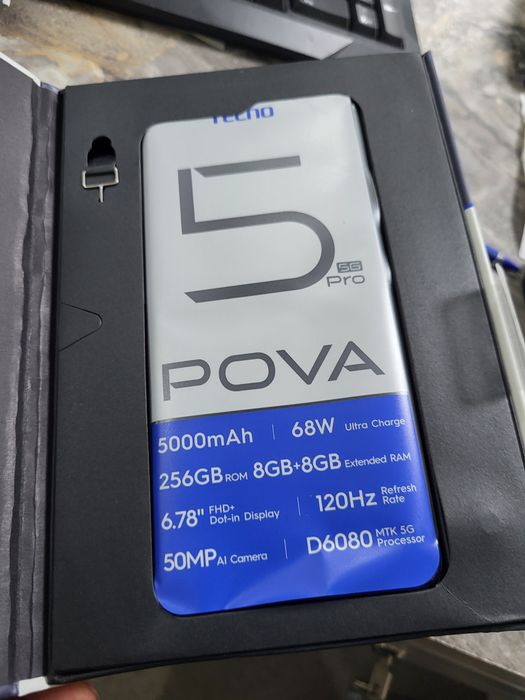 TECNO
5
5G
Pro
POVA
5000mAh | 68W Ultra Charge
256GB ROM 8GB+8GB Extended RAM
6.78" FHD+ Dot-in Display | 120Hz Refresh Rate
50MP AI Camera | D6080 MTK 5G Processor